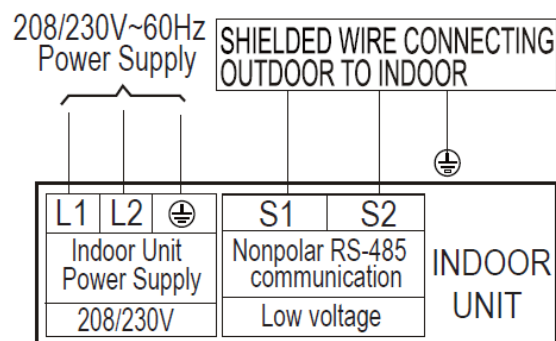 208/230V~60Hz
Power Supply
SHIELDED WIRE CONNECTING
OUTDOOR TO INDOOR
L1 L2 S1 S2
Indoor Unit
Power Supply
208/230V
Nonpolar RS-485
communication
Low voltage
INDOOR
UNIT